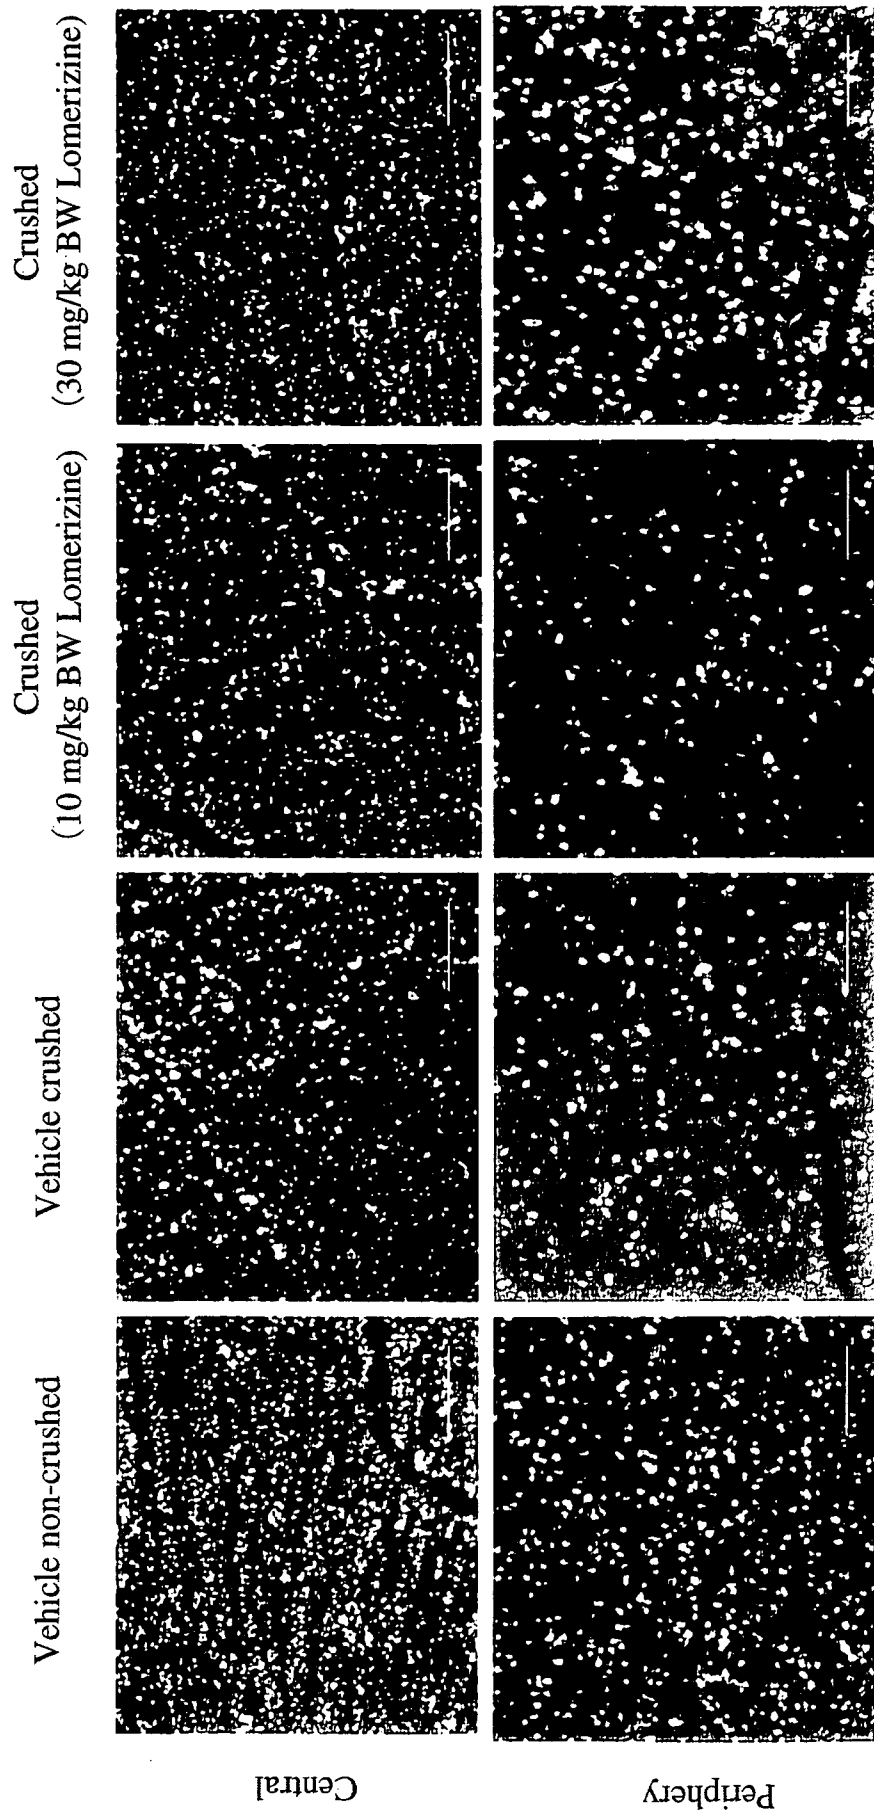 Vehicle non-crushed
Vehicle crushed
Crushed
(10 mg/kg BW Lomerizine)
Crushed
(30 mg/kg BW Lomerizine)
Central
Periphery